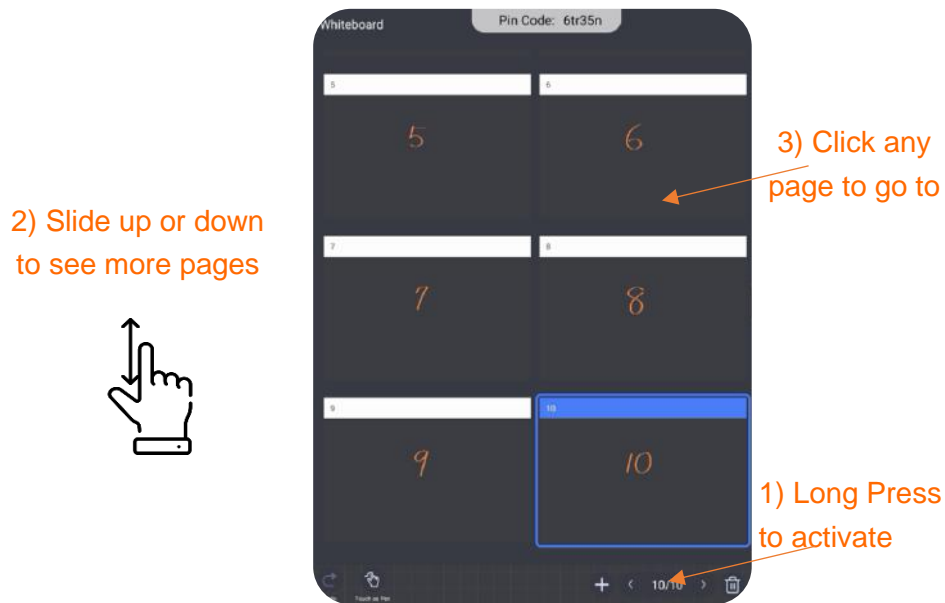 Whiteboard
Pin Code: 6tr35n
5
6
5
6
3) Click any
page to go to
2) Slide up or down
to see more pages
7
8
7
8
9
10
9
10
1) Long Press
to activate
10/10
Touch as Pen